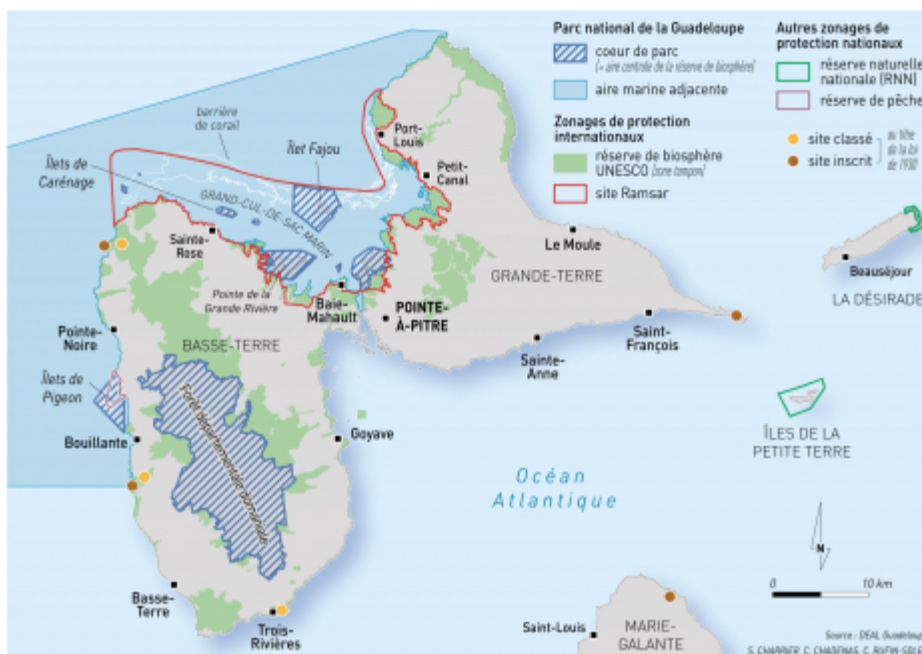 Parc national de la Guadeloupe
coeur de parc
(= aire centrale de la réserve de biosphère)
aire marine adjacente
Zonages de protection
internationaux
réserve de biosphère
UNESCO (zone tampon)
site Ramsar
Autres zonages de
protection nationaux
réserve naturelle
nationale (RNN)
réserve de pêche
site classé
site inscrit
au titre
de la loi
de 1930
barrière
de corail
Îlet Fajou
Îlets de
Carénage
GRAND-CUL-DE-SAC MARIN
Port-
Louis
Petit-
Canal
Sainte-
Rose
Le Moule
GRANDE-TERRE
Beauséjour
LA DÉSIRADE
Pointe de la
Grande Rivière
Baie-
Mahault
POINTE-
À-PITRE
Saint-
François
Sainte-
Anne
Pointe-
Noire
BASSE-TERRE
Îlets de
Pigeon
Forêt départementale domaniale
Bouillante
Goyave
ÎLES DE LA
PETITE TERRE
Océan
Atlantique
N
0 10 km
Basse-
Terre
Trois-
Rivières
Saint-Louis
MARIE-
GALANTE
Source : DEAL Guadeloupe
S. CHARRIER, C. CHADENAS, C. RUFIN-SOLER